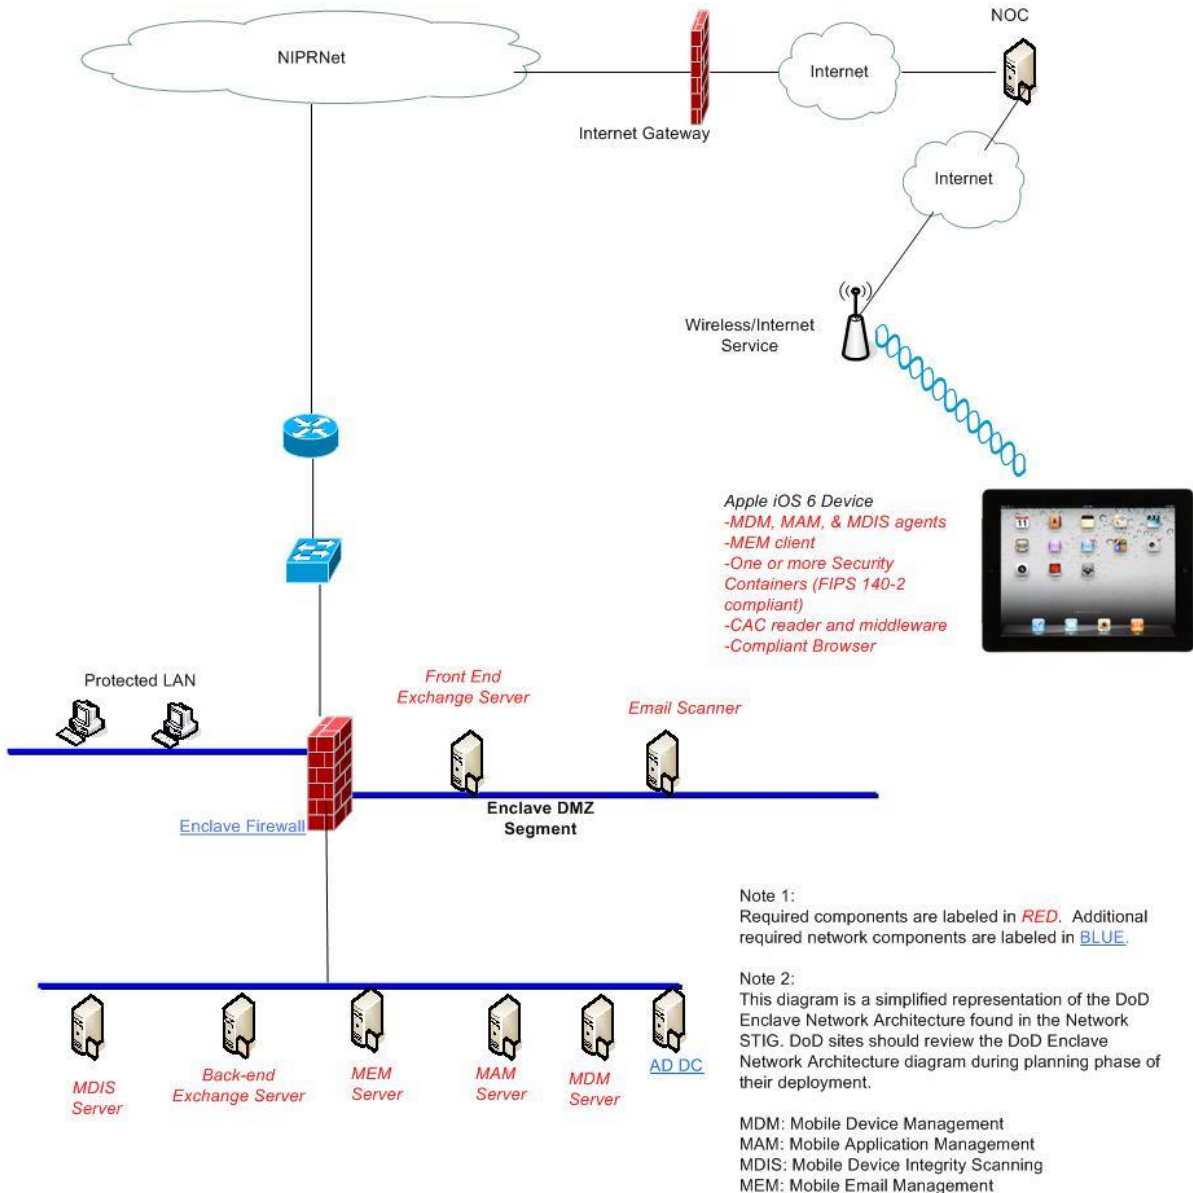 NIPRNet
Internet Gateway
Internet
NOC
Internet
Wireless/Internet
Service
Apple iOS 6 Device
-MDM, MAM, & MDIS agents
-MEM client
-One or more Security
Containers (FIPS 140-2
compliant)
-CAC reader and middleware
-Compliant Browser
Protected LAN
Front End
Exchange Server
Email Scanner
Enclave Firewall
Enclave DMZ
Segment
MDIS
Server
Back-end
Exchange Server
MEM
Server
MAM
Server
MDM
Server
AD DC
Note 1:
Required components are labeled in RED. Additional
required network components are labeled in BLUE.
Note 2:
This diagram is a simplified representation of the DoD
Enclave Network Architecture found in the Network
STIG. DoD sites should review the DoD Enclave
Network Architecture diagram during planning phase of
their deployment.
MDM: Mobile Device Management
MAM: Mobile Application Management
MDIS: Mobile Device Integrity Scanning
MEM: Mobile Email Management